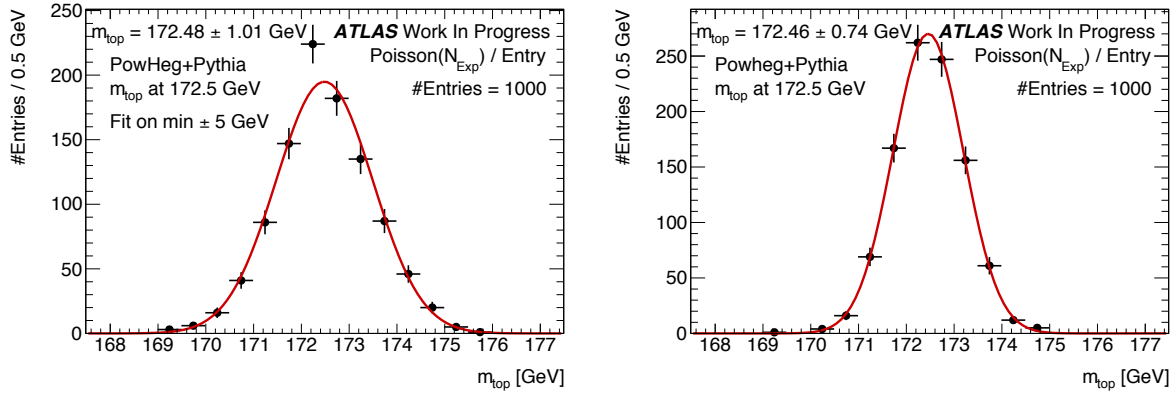 m_top = 172.48 ± 1.01 GeV ATLAS Work In Progress
PowHeg+Pythia
Poisson(N_Exp) / Entry
m_top at 172.5 GeV
#Entries = 1000
Fit on min ± 5 GeV
#Entries / 0.5 GeV
250
200
150
100
50
0
168 169 170 171 172 173 174 175 176 177
m_top [GeV]
m_top = 172.46 ± 0.74 GeV ATLAS Work In Progress
Powheg+Pythia
Poisson(N_Exp) / Entry
m_top at 172.5 GeV
#Entries = 1000
#Entries / 0.5 GeV
250
200
150
100
50
0
168 169 170 171 172 173 174 175 176 177
m_top [GeV]